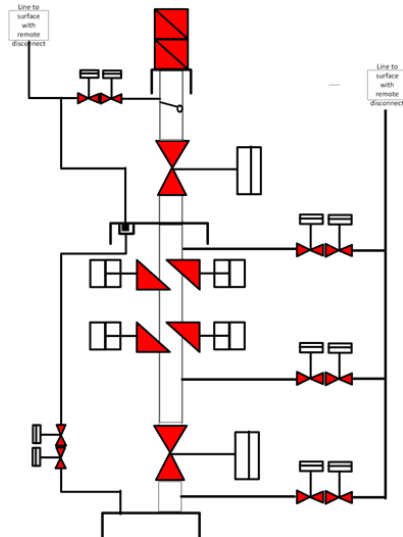 Line to
surface
with
remote
disconnect
Line to
surface
with
remote
disconnect